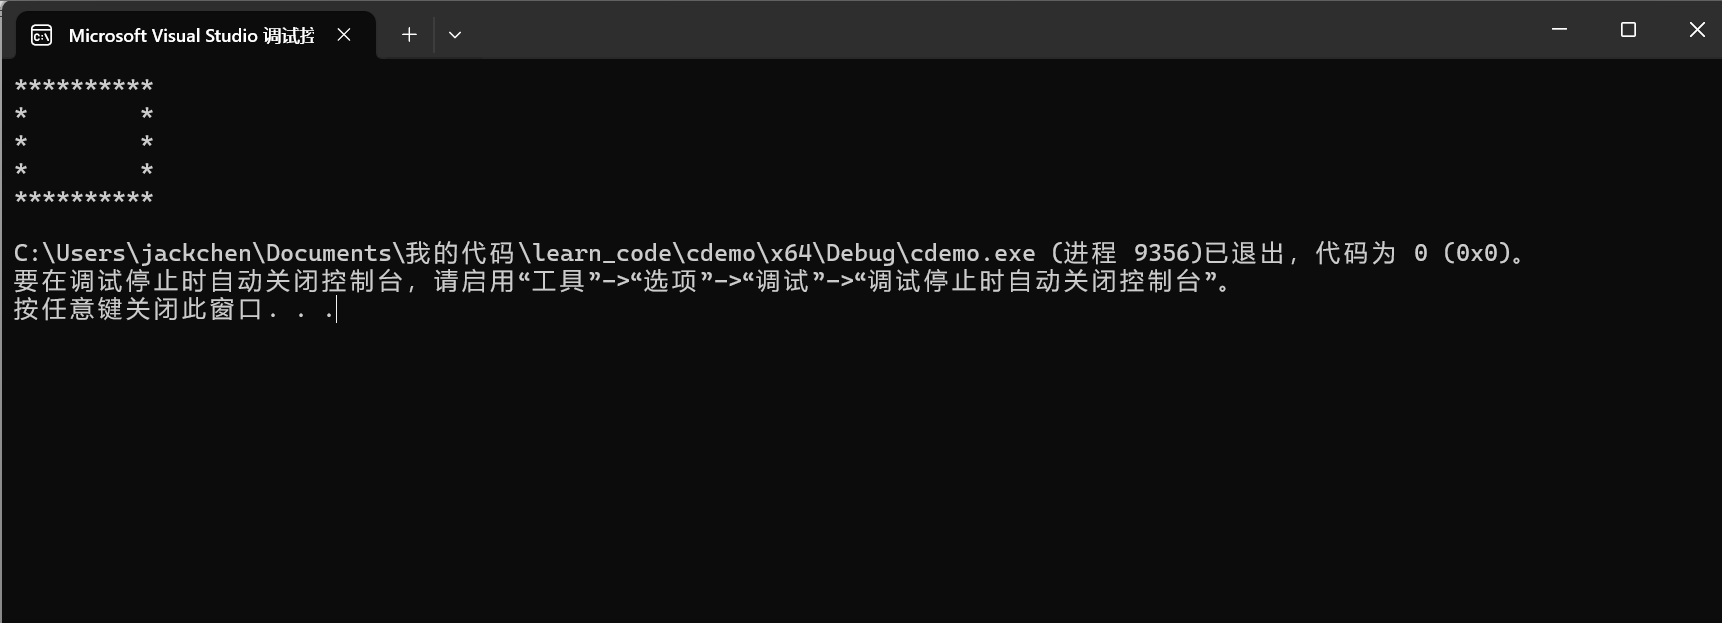 Microsoft Visual Studio 调试控
**********
*        *
*        *
*        *
**********
C:\Users\jackchen\Documents\我的代码\learn_code\cdemo\x64\Debug\cdemo.exe (进程 9356)已退出，代码为 0 (0x0)。
要在调试停止时自动关闭控制台，请启用“工具”->“选项”->“调试”->“调试停止时自动关闭控制台”。
按任意键关闭此窗口. . .